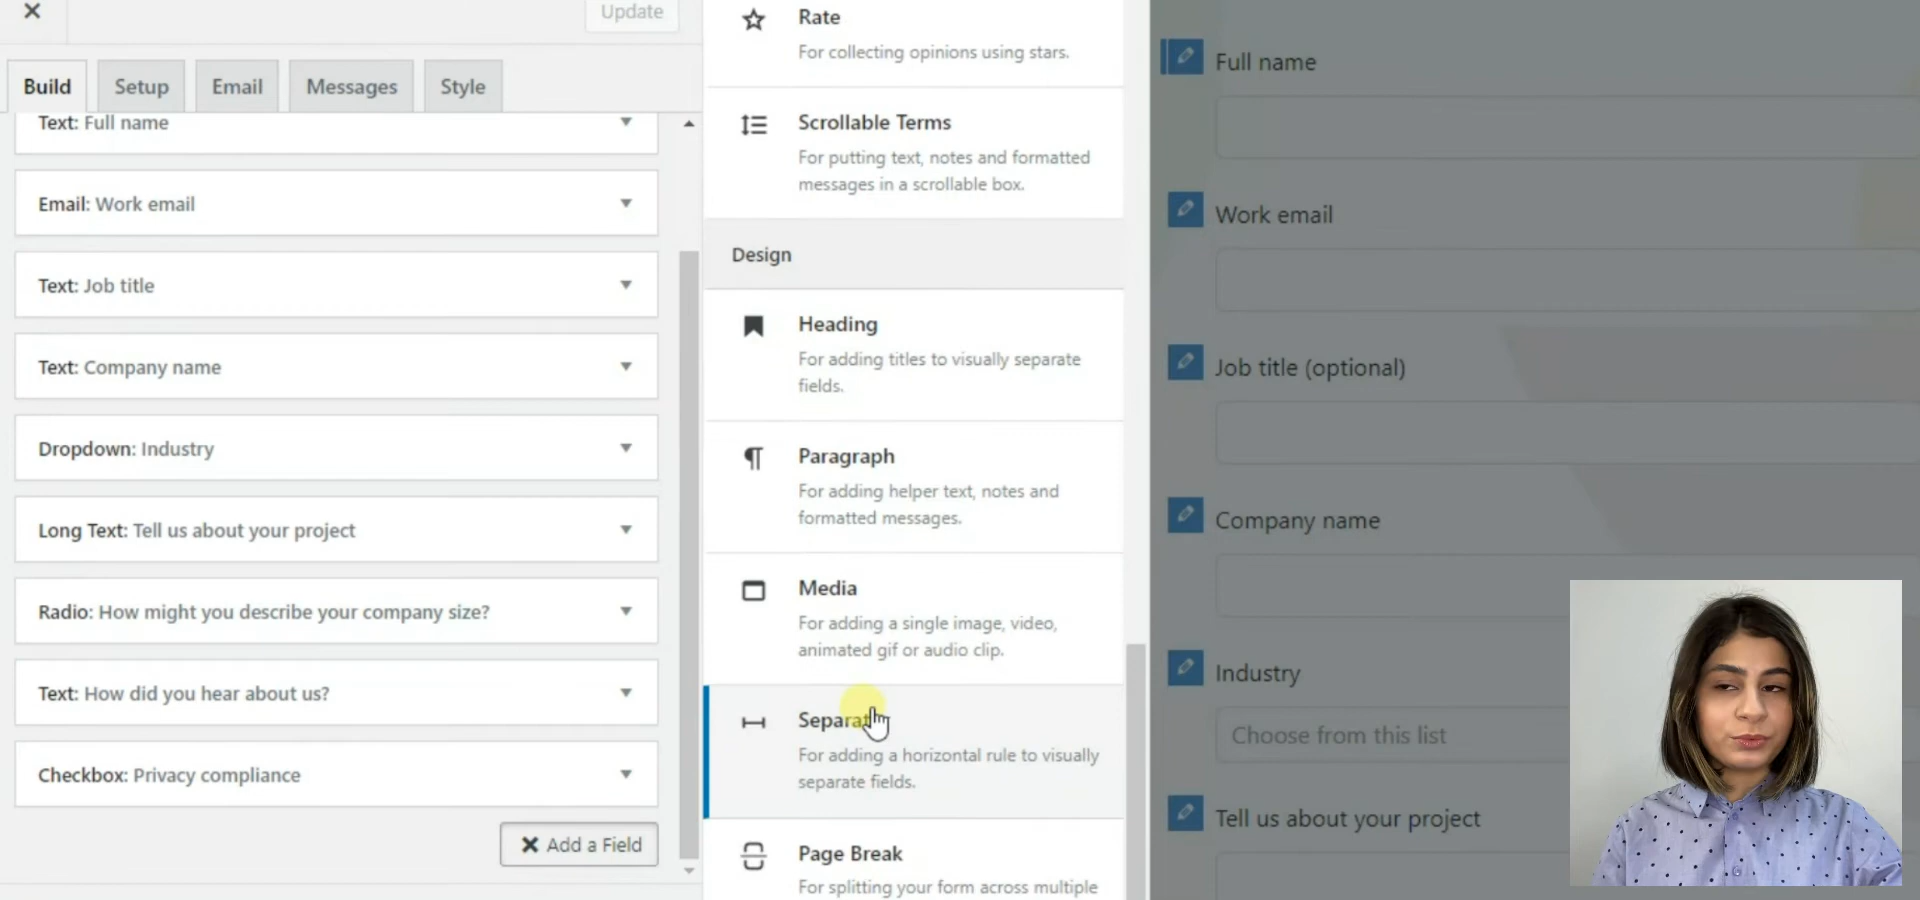 Update
Build
Setup
Email
Messages
Style
Text: Full name
Email: Work email
Text: Job title
Text: Company name
Dropdown: Industry
Long Text: Tell us about your project
Radio: How might you describe your company size?
Text: How did you hear about us?
Checkbox: Privacy compliance
Add a Field
Rate
For collecting opinions using stars.
Scrollable Terms
For putting text, notes and formatted
messages in a scrollable box.
Design
Heading
For adding titles to visually separate
fields.
Paragraph
For adding helper text, notes and
formatted messages.
Media
For adding a single image, video,
animated gif or audio clip.
For adding a horizontal rule to visually
separate fields.
Page Break
For splitting your form across multiple
Full name
Work email
Job title (optional)
Company name
Industry
Choose from this list
Tell us about your project